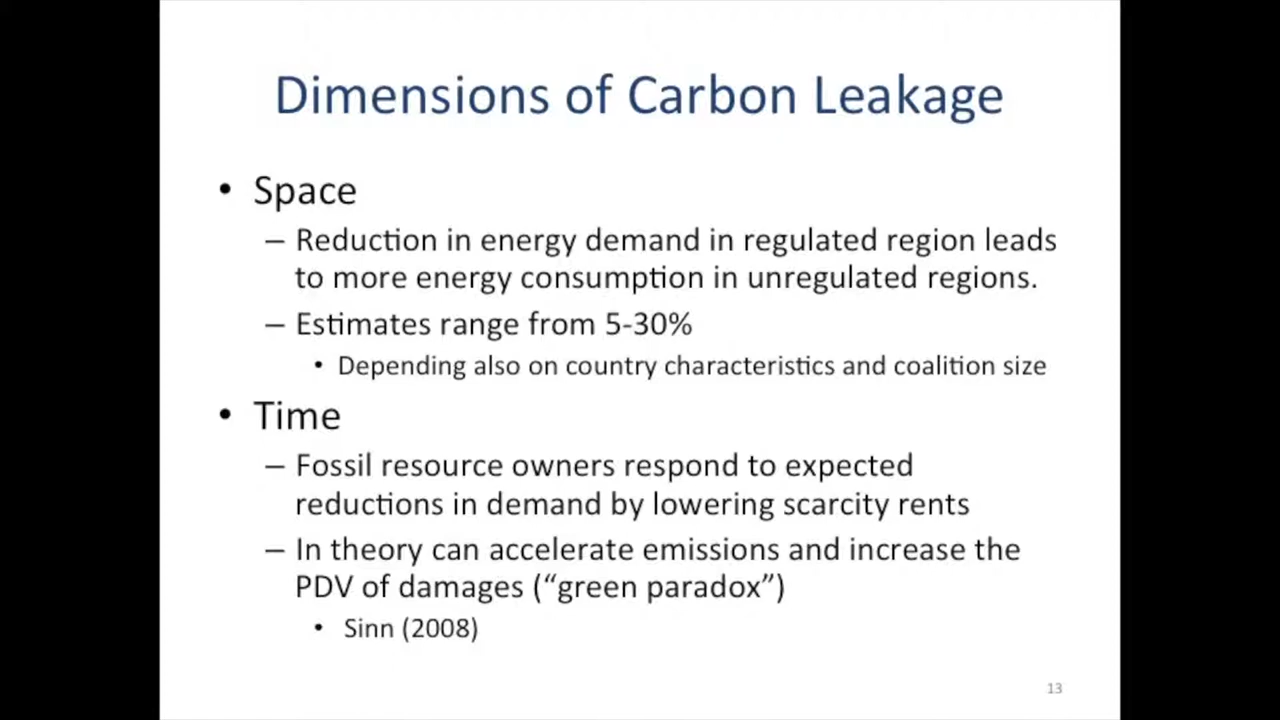 Dimensions of Carbon Leakage
• Space
– Reduction in energy demand in regulated region leads
to more energy consumption in unregulated regions.
– Estimates range from 5-30%
• Depending also on country characteristics and coalition size
• Time
– Fossil resource owners respond to expected
reductions in demand by lowering scarcity rents
– In theory can accelerate emissions and increase the
PDV of damages (“green paradox”)
• Sinn (2008)
13